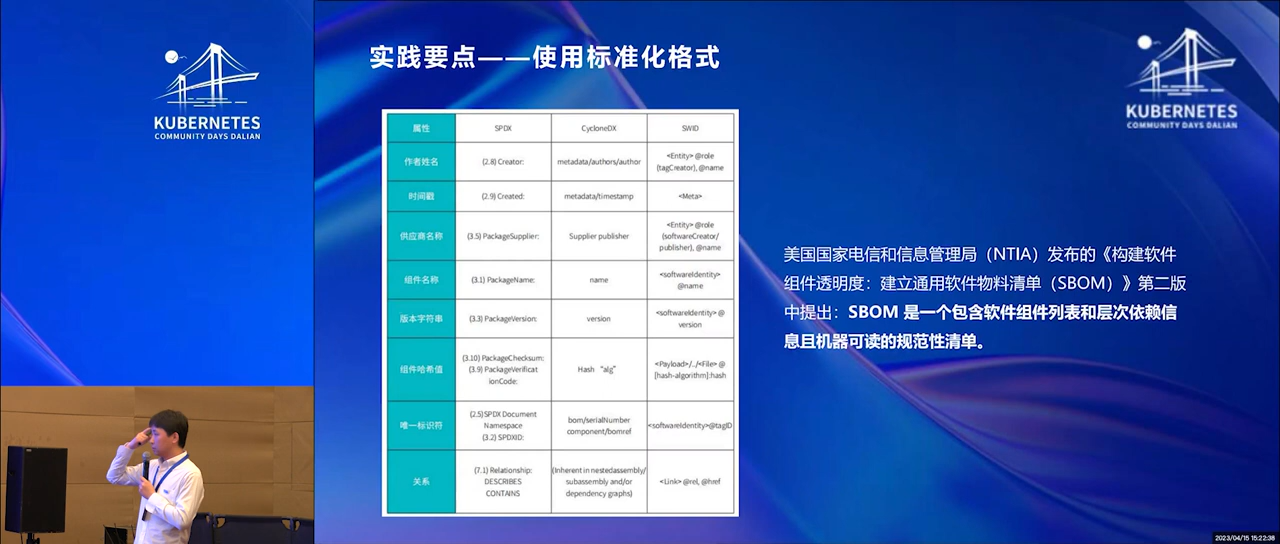 KUBERNETES
COMMUNITY DAYS DALIAN
实践要点——使用标准化格式
KUBERNETES
COMMUNITY DAYS DALIAN
属性 SPDX CycloneDX SWID
作者姓名 (2.8) Creator: metadata/authors/author <Entity> @role (tagCreator), @name
时间戳 (2.9) Created: metadata/timestamp <Meta>
供应商名称 (3.5) PackageSupplier: Supplier publisher <Entity> @role (softwareCreator/ publisher), @name
组件名称 (3.1) PackageName: name <softwareIdentity> @name
版本字符串 (3.3) PackageVersion: version <softwareIdentity> @ version
组件哈希值 (3.10) PackageChecksum: (3.9) PackageVerificat ionCode: Hash “alg” <Payload>/../<File> @ [hash-algorithm]:hash
唯一标识符 (2.5)SPDX Document Namespace (3.2) SPDXID: bom/serialNumber component/bomref <softwareIdentity>@tagID
关系 (7.1) Relationship: DESCRIBES CONTAINS (Inherent in nestedassembly/ subassembly and/or dependency graphs) <Link> @rel, @href
美国国家电信和信息管理局（NTIA）发布的《构建软件
组件透明度：建立通用软件物料清单（SBOM）》第二版
中提出：SBOM 是一个包含软件组件列表和层次依赖信
息且机器可读的规范性清单。
2023/04/15 15:22:38